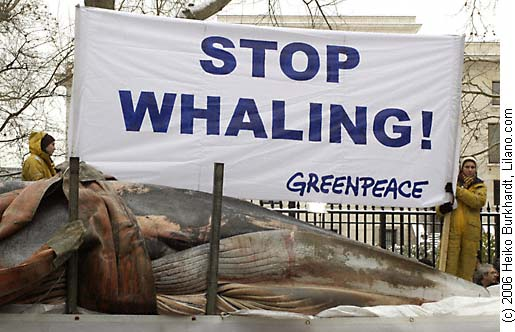 STOP
WHALING!
GREENPEACE
(c) 2006 Heiko Burkhardt, Lilano.com